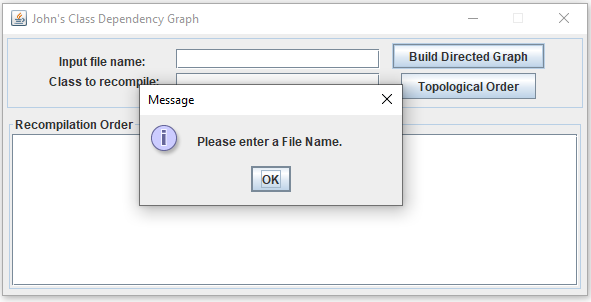 John's Class Dependency Graph
Input file name:
Build Directed Graph
Class to recompile:
Topological Order
Message
Please enter a File Name.
OK
Recompilation Order